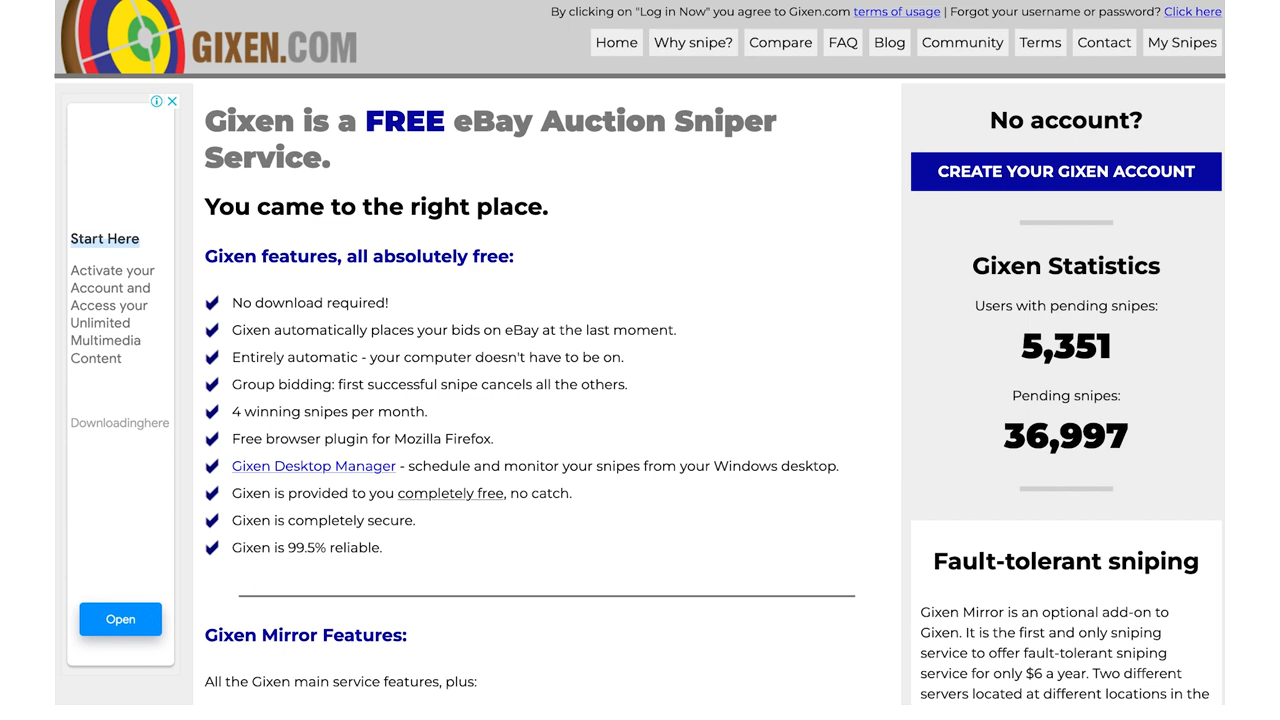 By clicking on "Log in Now" you agree to Gixen.com terms of usage | Forgot your username or password? Click here
GIXEN.COM
Home Why snipe? Compare FAQ Blog Community Terms Contact My Snipes
Start Here
Activate your
Account and
Access your
Unlimited
Multimedia
Content
Downloadinghere
Open
Gixen is a FREE eBay Auction Sniper
Service.
You came to the right place.
Gixen features, all absolutely free:
No download required!
Gixen automatically places your bids on eBay at the last moment.
Entirely automatic - your computer doesn't have to be on.
Group bidding: first successful snipe cancels all the others.
4 winning snipes per month.
Free browser plugin for Mozilla Firefox.
Gixen Desktop Manager - schedule and monitor your snipes from your Windows desktop.
Gixen is provided to you completely free, no catch.
Gixen is completely secure.
Gixen is 99.5% reliable.
Gixen Mirror Features:
All the Gixen main service features, plus:
No account?
CREATE YOUR GIXEN ACCOUNT
Gixen Statistics
Users with pending snipes:
5,351
Pending snipes:
36,997
Fault-tolerant sniping
Gixen Mirror is an optional add-on to
Gixen. It is the first and only sniping
service to offer fault-tolerant sniping
service for only $6 a year. Two different
servers located at different locations in the